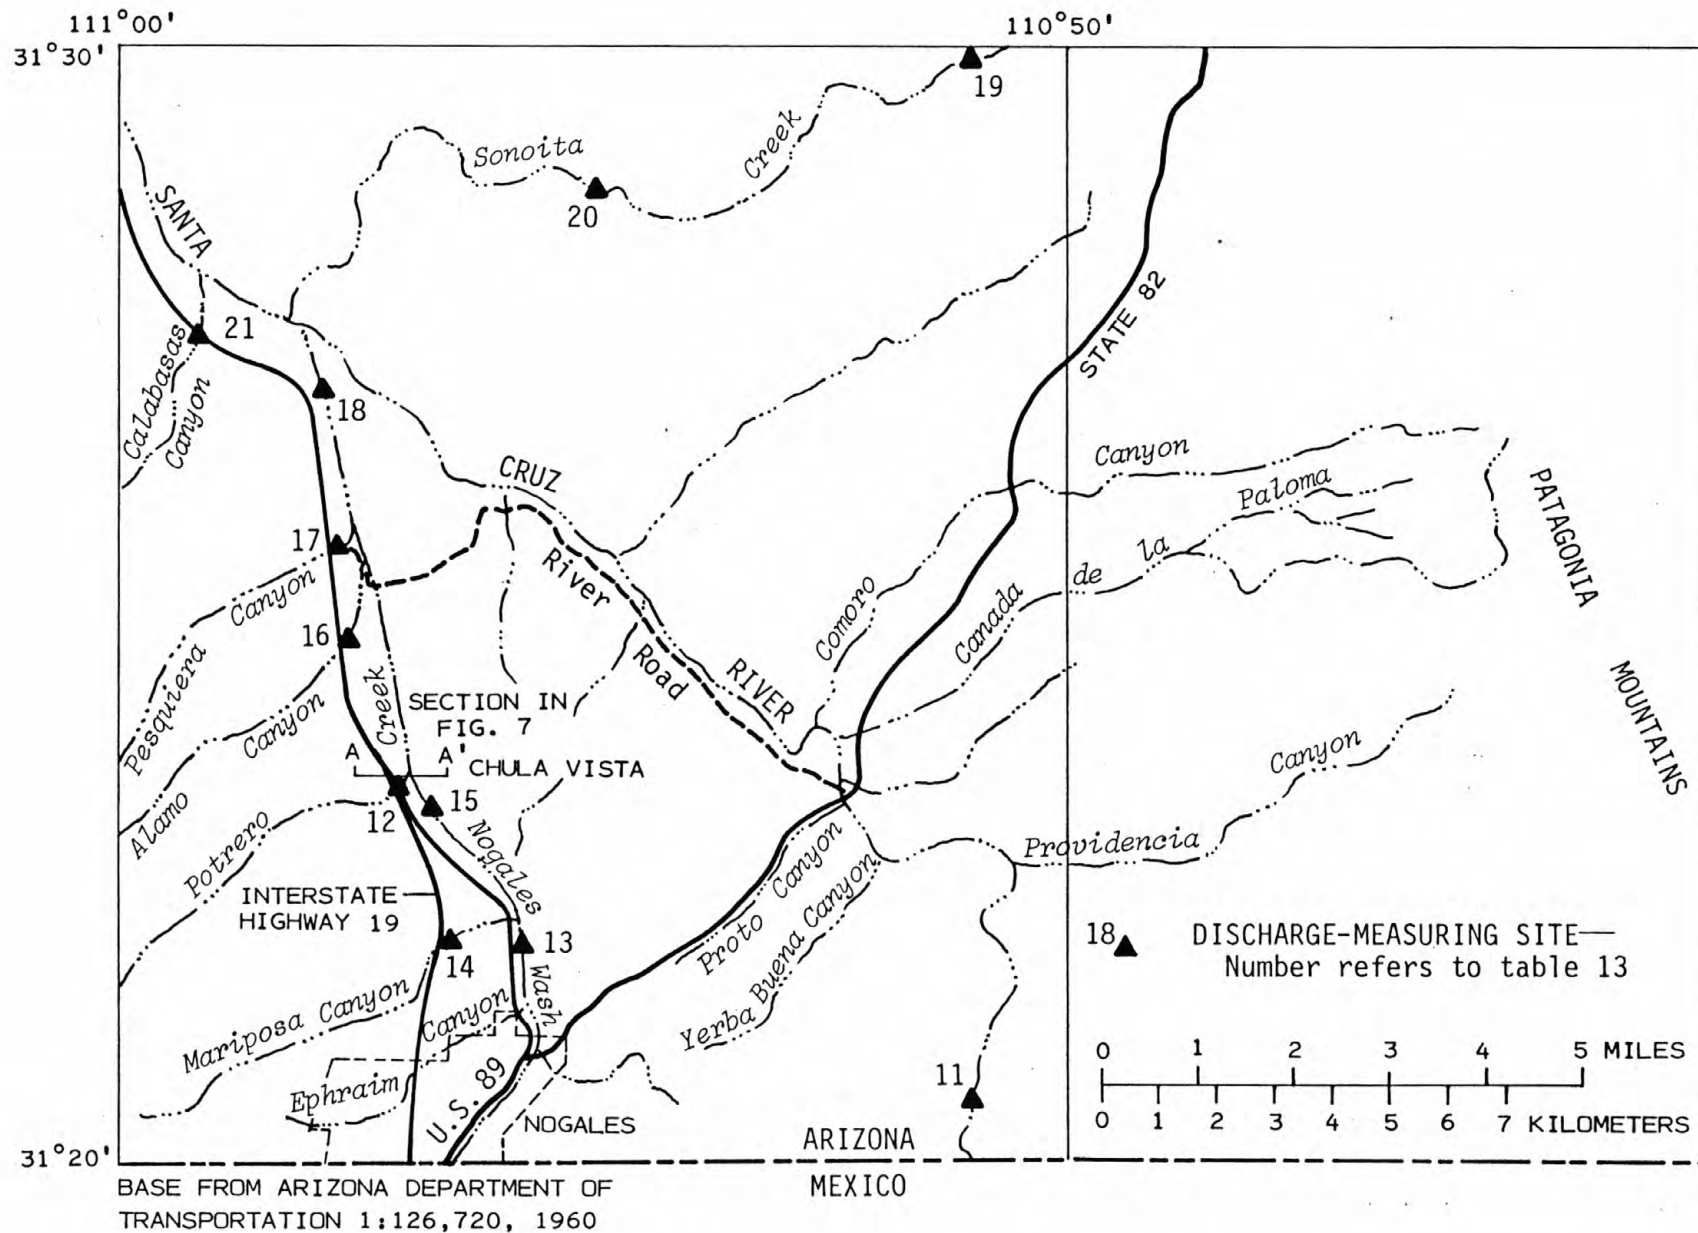 111°00'
110°50'
31°30'
19
Sonoita
Creek
20
SANTA
21
STATE 82
Calabasas
Canyon
18
CRUZ
Canyon
Paloma
PATAGONIA
17
la
River
de
Canyon
Comoro
Canada
16
Road
RIVER
Pesquiera
Creek
SECTION IN
FIG. 7
MOUNTAINS
Canyon
A
A'
CHULA VISTA
Canyon
Alamo
12
15
Potrero
Nogales
Providencia
INTERSTATE
HIGHWAY 19
Proto Canyon
Yerba Buena Canyon
14
13
18
DISCHARGE-MEASURING SITE—
Number refers to table 13
Wash
Mariposa Canyon
Canyon
Ephraim
U.S. 89
11
0 1 2 3 4 5 MILES
0 1 2 3 4 5 6 7 KILOMETERS
NOGALES
ARIZONA
31°20'
MEXICO
BASE FROM ARIZONA DEPARTMENT OF
TRANSPORTATION 1:126,720, 1960